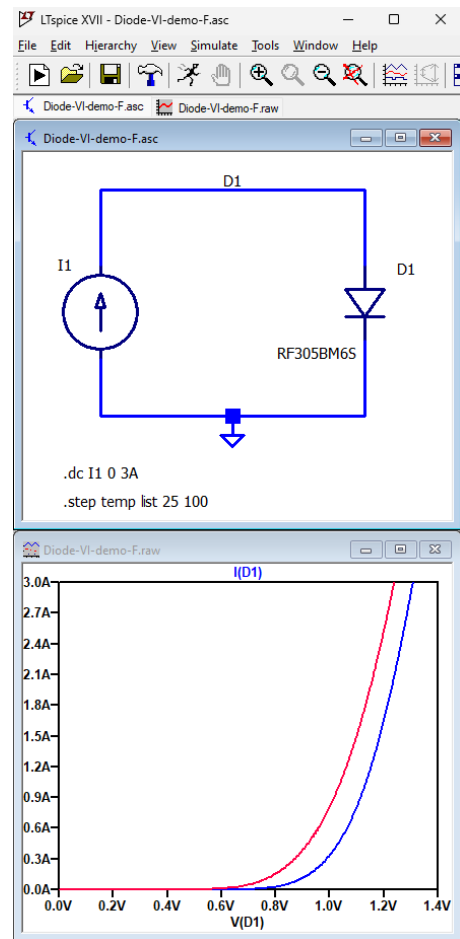 LTspice XVII - Diode-VI-demo-F.asc
File Edit Hierarchy View Simulate Tools Window Help
Diode-VI-demo-F.asc Diode-VI-demo-F.raw
Diode-VI-demo-F.asc
D1
I1
D1
RF305BM6S
.dc I1 0 3A
.step temp list 25 100
Diode-VI-demo-F.raw
I(D1)
3.0A
2.7A
2.4A
2.1A
1.8A
1.5A
1.2A
0.9A
0.6A
0.3A
0.0A
0.0V 0.2V 0.4V 0.6V 0.8V 1.0V 1.2V 1.4V
V(D1)